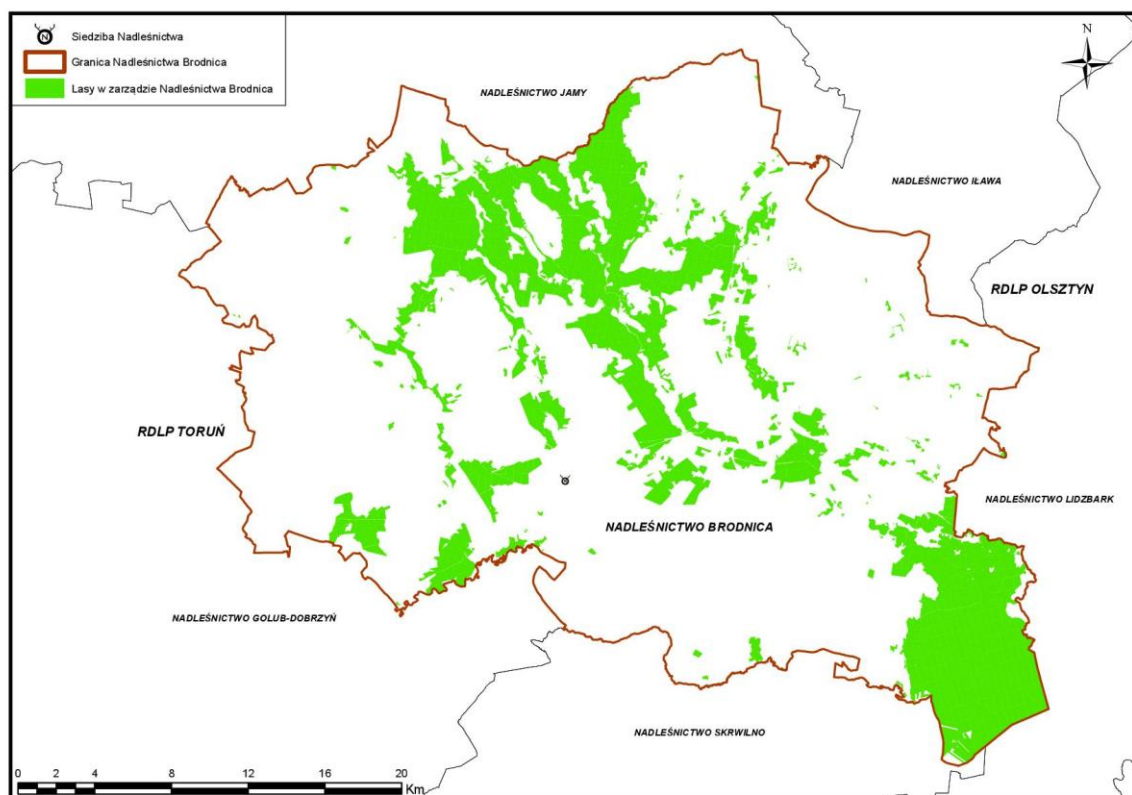 Siedziba Nadleśnictwa
Granica Nadleśnictwa Brodnica
Lasy w zarządzie Nadleśnictwa Brodnica
N
N
NADLEŚNICTWO JAMY
NADLEŚNICTWO IŁAWA
RDLP OLSZTYN
RDLP TORUŃ
NADLEŚNICTWO LIDZBARK
NADLEŚNICTWO BRODNICA
NADLEŚNICTWO GOLUB-DOBRZYŃ
NADLEŚNICTWO SKRWILNO
0 2 4 8 12 16 20
Km